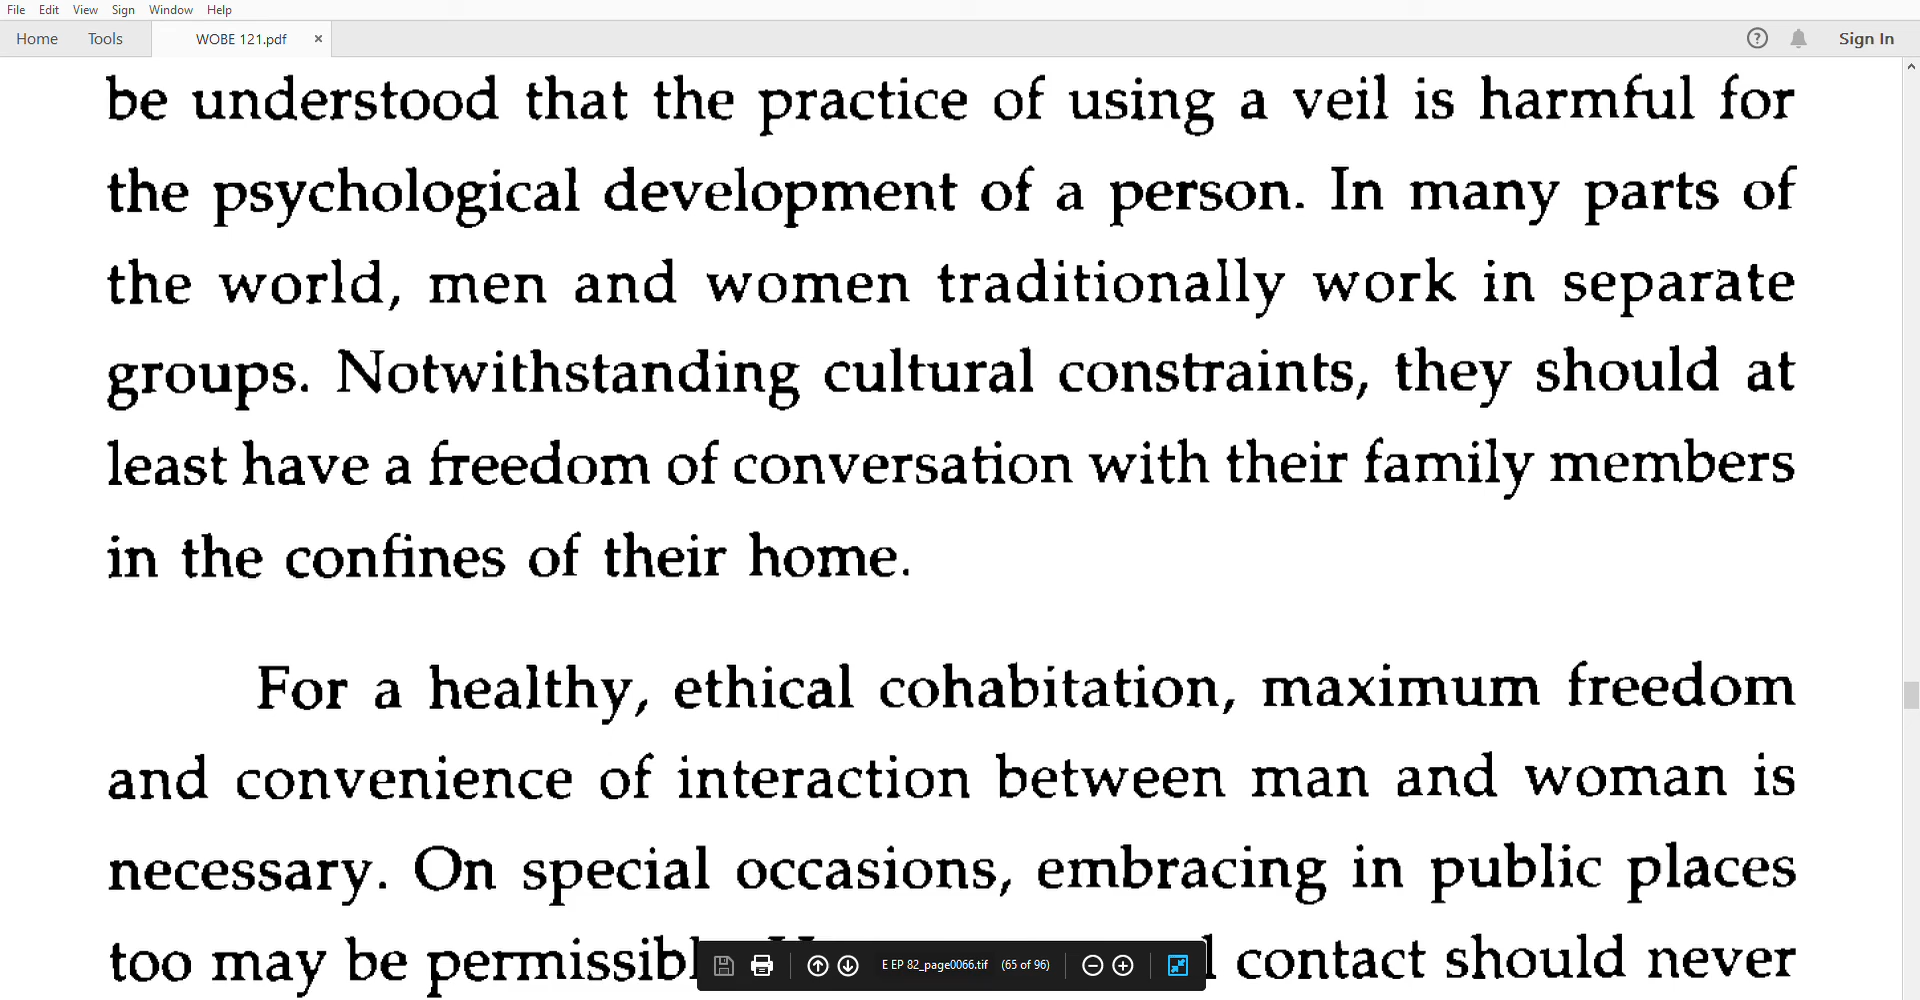 File Edit View Sign Window Help
Home Tools WOBE 121.pdf × ? Sign In
be understood that the practice of using a veil is harmful for
the psychological development of a person. In many parts of
the world, men and women traditionally work in separate
groups. Notwithstanding cultural constraints, they should at
least have a freedom of conversation with their family members
in the confines of their home.
For a healthy, ethical cohabitation, maximum freedom
and convenience of interaction between man and woman is
necessary. On special occasions, embracing in public places
too may be contact should never
E EP 82_page0066.tif (65 of 96)